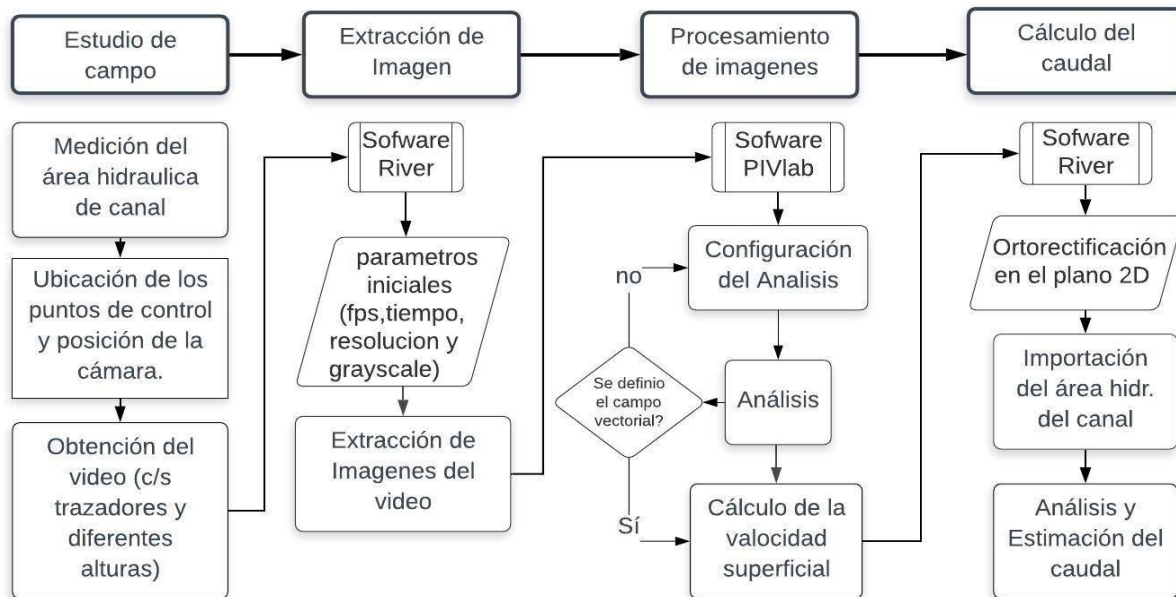 Estudio de
campo
Extracción de
Imagen
Procesamiento
de imagenes
Cálculo del
caudal
Medición del
área hidraulica
de canal
Ubicación de los
puntos de control
y posición de la
cámara.
Obtención del
video (c/s
trazadores y
diferentes
alturas)
Sofware
River
parametros
iniciales
(fps,tiempo,
resolucion y
grayscale)
Extracción de
Imagenes del
video
Sofware
PIVlab
Configuración
del Analisis
no
Se definio
el campo
vectorial?
Análisis
Sí
Cálculo de la
valocidad
superficial
Sofware
River
Ortorectificación
en el plano 2D
Importación
del área hidr.
del canal
Análisis y
Estimación del
caudal